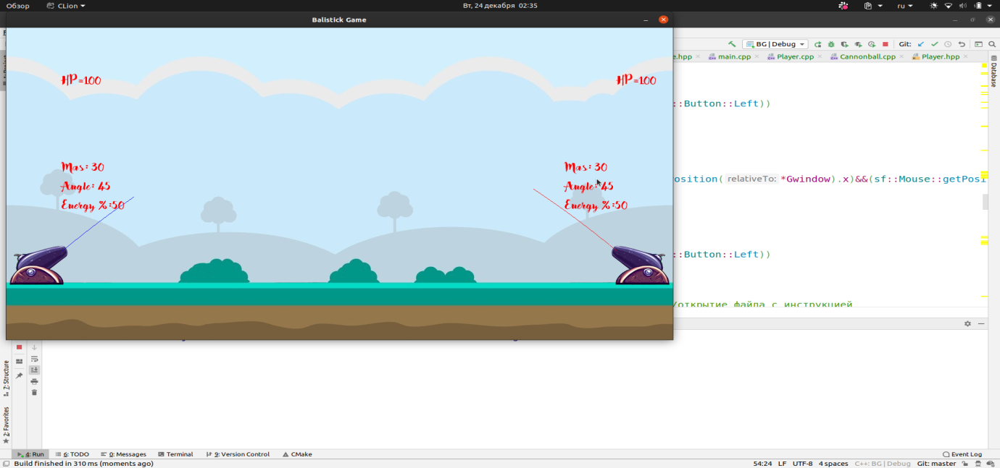 Обзор
CLion
Вт, 24 декабря 02:35
ru
Balistick Game
BG | Debug
Git:
e.hpp
main.cpp
Player.cpp
Cannonball.cpp
Player.hpp
HP=100
HP=100
::Button::Left))
Mas: 30
Angle: 45
Energy %:50
Mas: 30
Angle: 45
Energy %:50
osition( relativeTo: *Gwindow).x)&&(sf::Mouse::getPosi
::Button::Left))
/открытие файла с инструкцией
Database
Z: Structure
2: Favorites
4: Run
6: TODO
0: Messages
Terminal
9: Version Control
CMake
Event Log
Build finished in 310 ms (moments ago)
54:24 LF UTF-8 4 spaces C++: BG | Debug Git: master